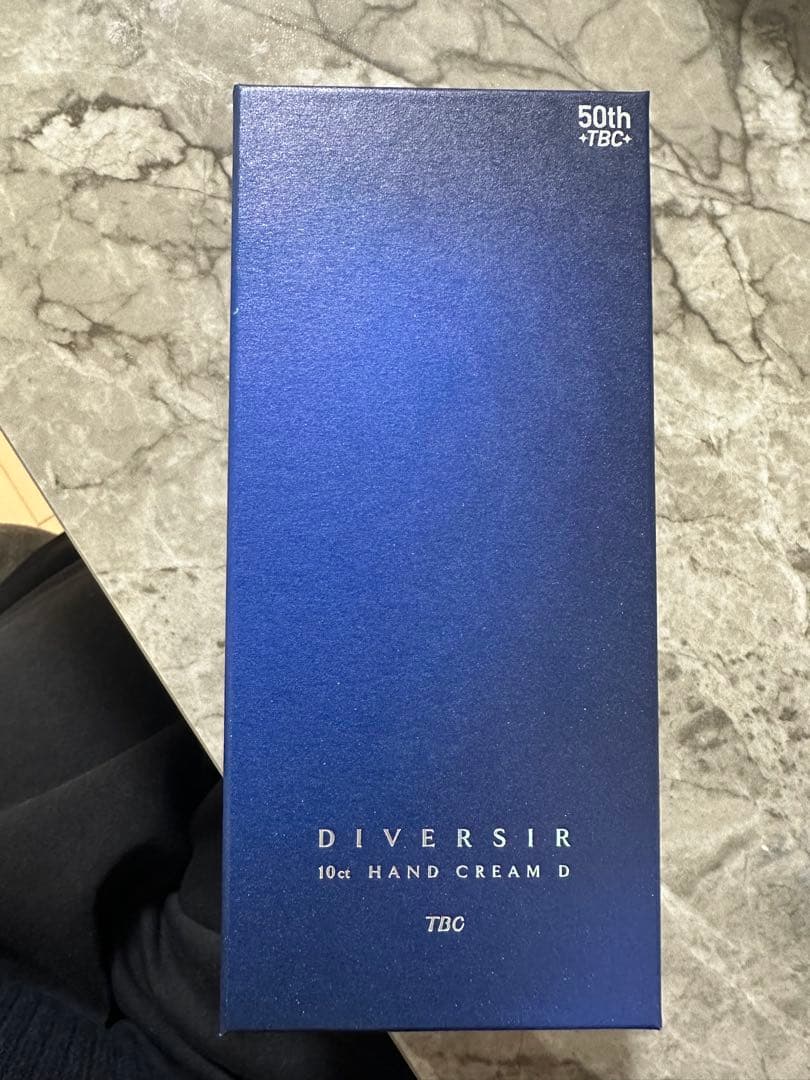 50th
✦TBC✦
DIVERSIR
10ct HAND CREAM D
TBC